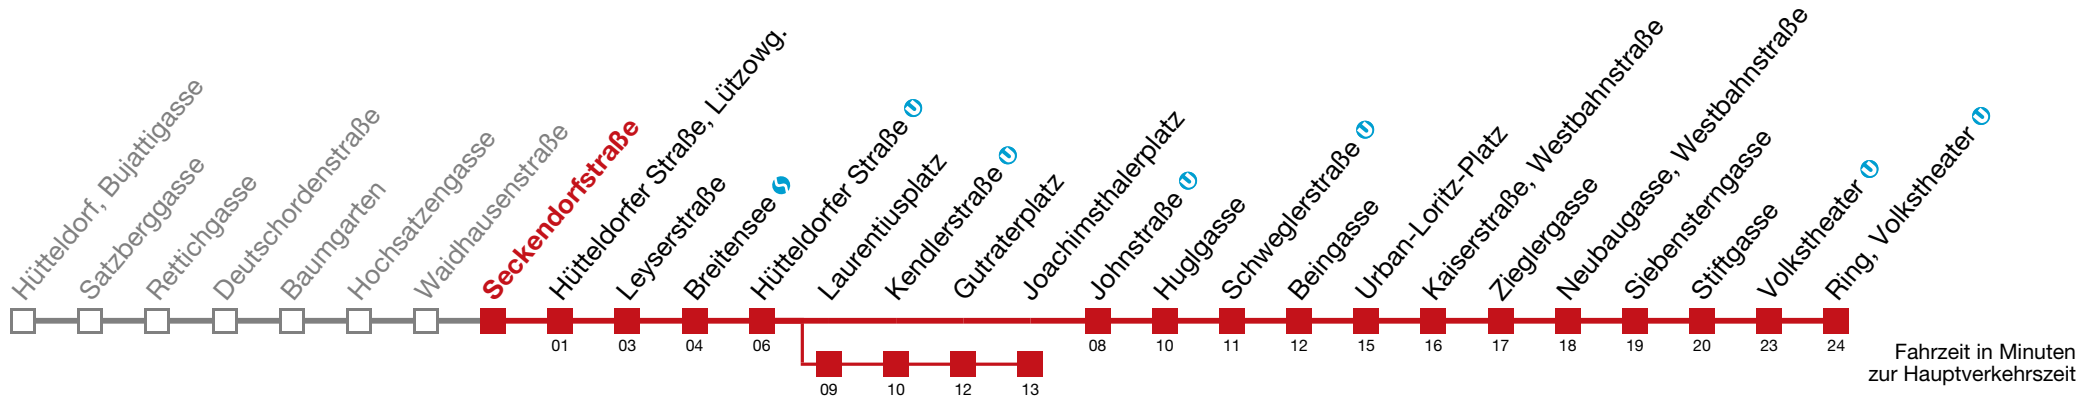 Hütteldorf, Bujattigasse
Satzberggasse
Rettichgasse
Deutschordenstraße
Baumgarten
Hochsatzengasse
Waidhausenstraße
Seckendorfstraße
Hütteldorfer Straße, Lützowg.
Leyserstraße
Breitensee
Hütteldorfer Straße
Laurentiusplatz
Kendlerstraße
Gutraterplatz
Joachimsthalerplatz
Johnstraße
Huglgasse
Schweglerstraße
Beingasse
Urban-Loritz-Platz
Kaiserstraße, Westbahnstraße
Zieglergasse
Neubaugasse, Westbahnstraße
Siebensterngasse
Stiftgasse
Volkstheater
Ring, Volkstheater
01 03 04 06 08 10 11 12 15 16 17 18 19 20 23 24
09 10 12 13
Fahrzeit in Minuten
zur Hauptverkehrszeit